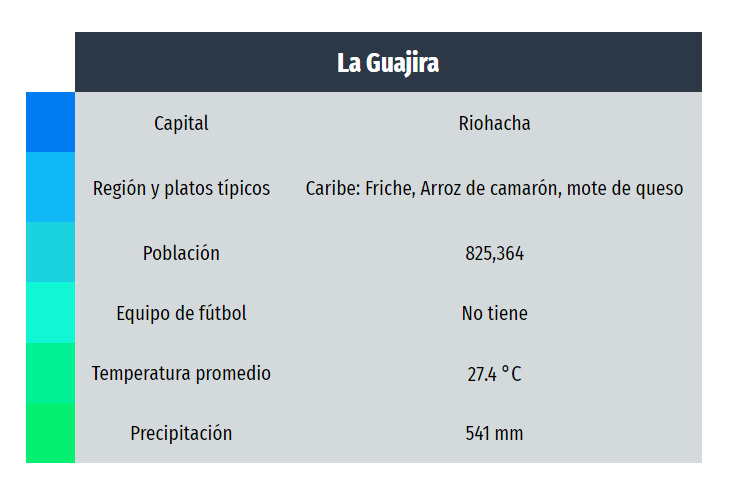 La Guajira
Capital Riohacha
Región y platos típicos Caribe: Friche, Arroz de camarón, mote de queso
Población 825,364
Equipo de fútbol No tiene
Temperatura promedio 27.4 °C
Precipitación 541 mm